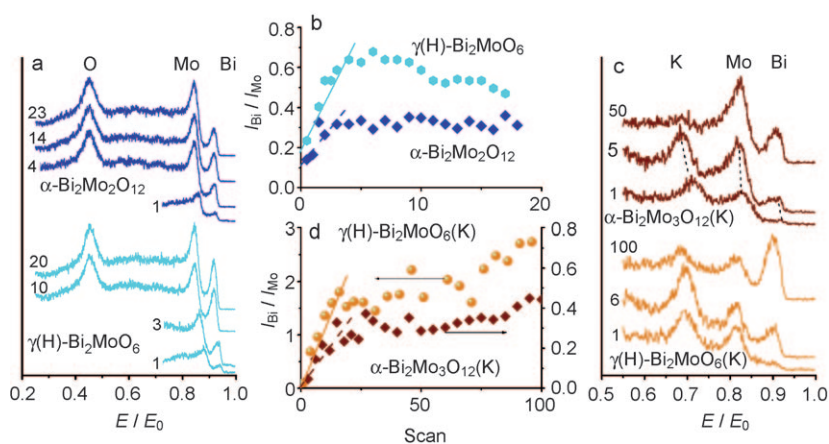 a
O
Mo
Bi
23
14
4
α-Bi₂Mo₂O₁₂
1
20
10
3
γ(H)-Bi₂MoO₆
1
0.2
0.4
0.6
0.8
1.0
E / E₀
b
γ(H)-Bi₂MoO₆
α-Bi₂Mo₂O₁₂
I_Bi / I_Mo
0.8
0.6
0.4
0.2
0.0
0
10
20
d
γ(H)-Bi₂MoO₆(K)
α-Bi₂Mo₃O₁₂(K)
I_Bi / I_Mo
3
2
1
0
0.8
0.6
0.4
0.2
0.0
0
50
100
Scan
c
K
Mo
Bi
50
5
1
α-Bi₂Mo₃O₁₂(K)
100
6
1
γ(H)-Bi₂MoO₆(K)
0.5
0.6
0.7
0.8
0.9
1.0
E / E₀